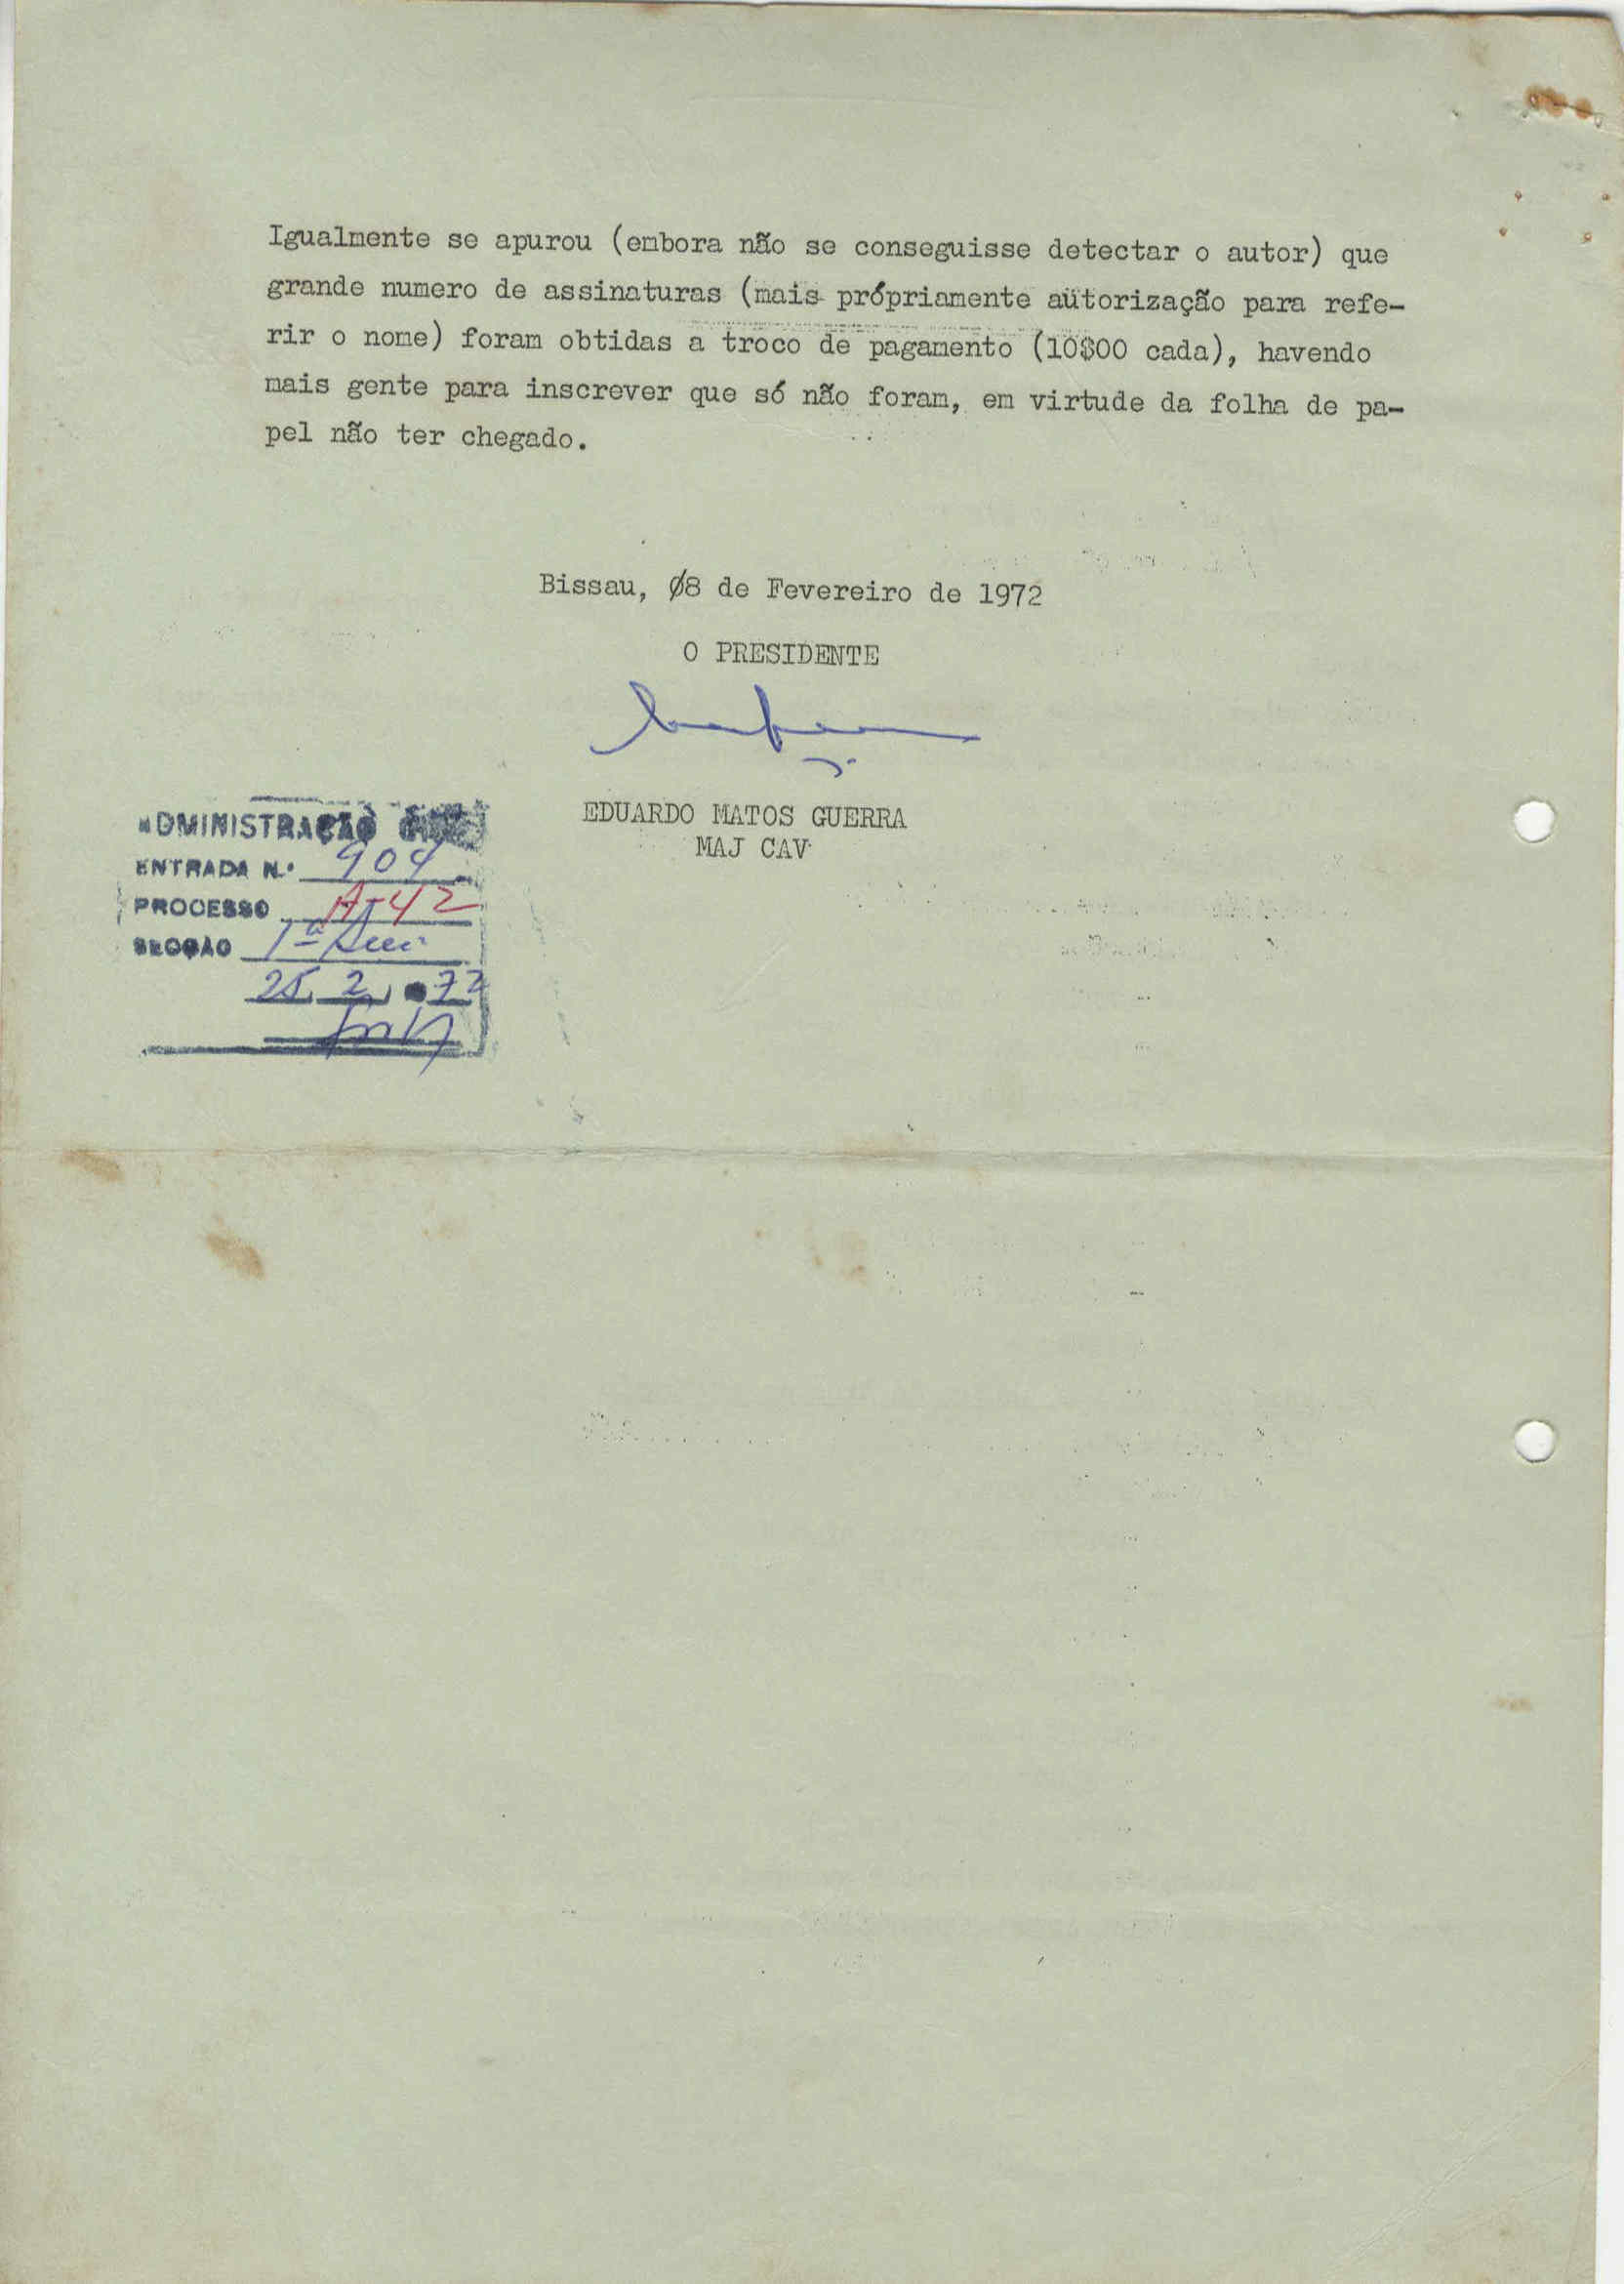 Igualmente se apurou (embora não se conseguisse detectar o autor) que
grande numero de assinaturas (mais própriamente autorização para refe-
rir o nome) foram obtidas a troco de pagamento (10$00 cada), havendo
mais gente para inscrever que só não foram, em virtude da folha de pa-
pel não ter chegado.
Bissau, Ø8 de Fevereiro de 1972
O PRESIDENTE
EDUARDO MATOS GUERRA
MAJ CAV
ADMINISTRAÇÃO
ENTRADA N.º 904
PROCESSO A-42
SECÇÃO 1ª
25 2 72